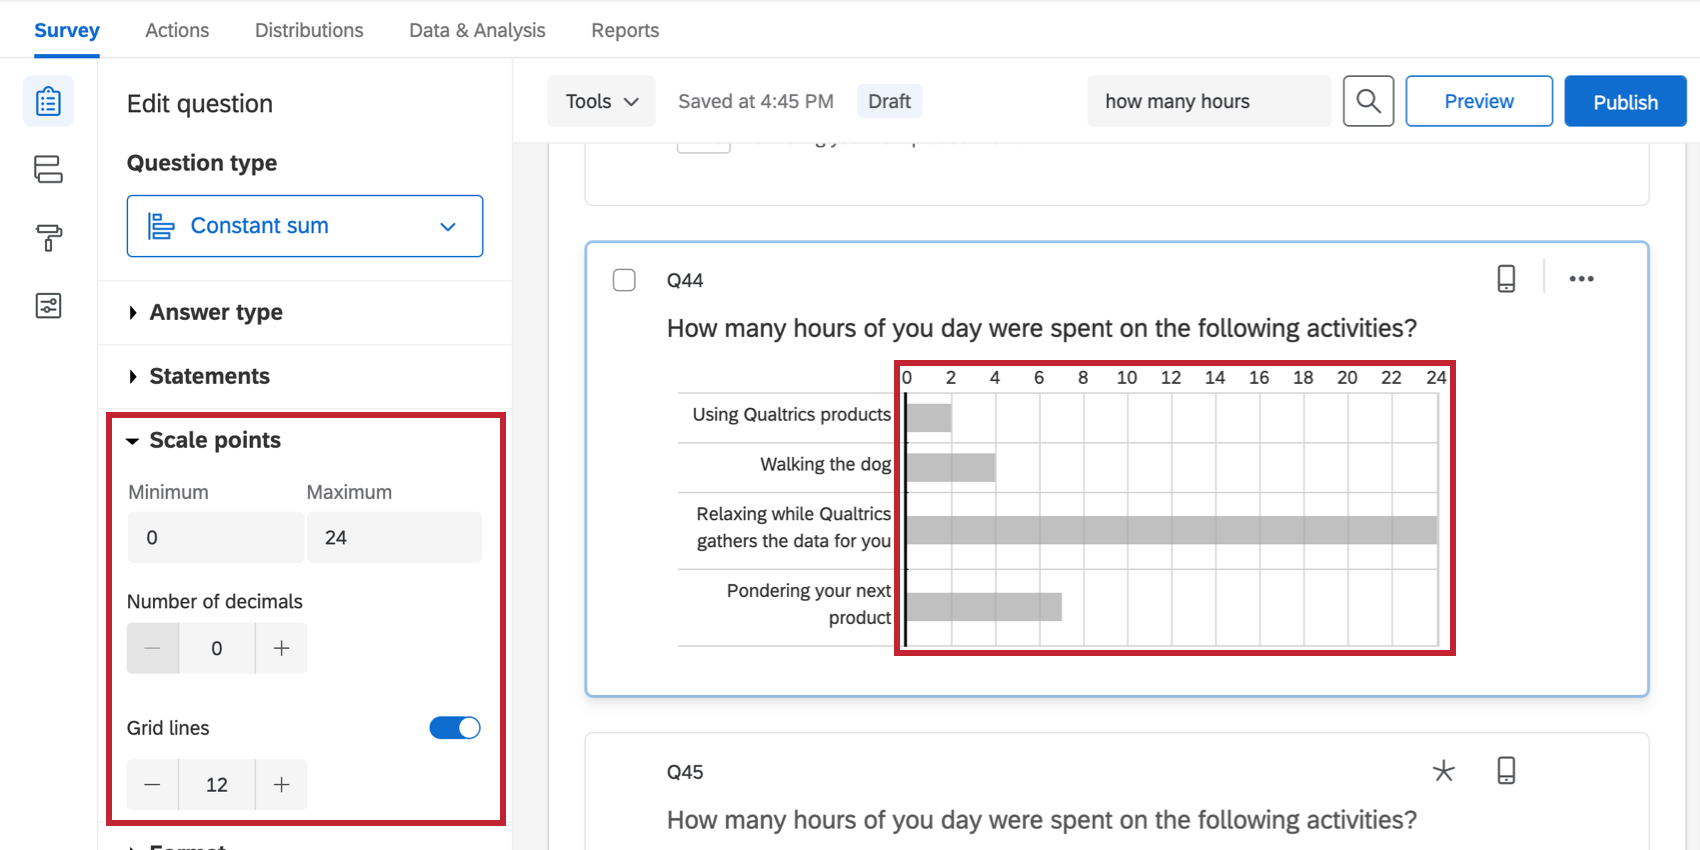 Survey Actions Distributions Data & Analysis Reports
Edit question
Question type
Constant sum
Answer type
Statements
Scale points
Minimum Maximum
0 24
Number of decimals
0
Grid lines
12
Tools Saved at 4:45 PM Draft how many hours Preview Publish
Q44
How many hours of you day were spent on the following activities?
0 2 4 6 8 10 12 14 16 18 20 22 24
Using Qualtrics products
Walking the dog
Relaxing while Qualtrics
gathers the data for you
Pondering your next
product
Q45
How many hours of you day were spent on the following activities?